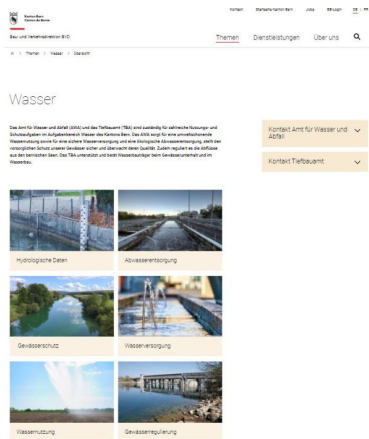 Kontakt Startseite Kanton Bern Jobs BE-Login DE | FR
Kanton Bern
Canton de Berne
Bau- und Verkehrsdirektion BVD
Themen Dienstleistungen Über uns
Themen > Wasser > Übersicht
Wasser
Das Amt für Wasser und Abfall (AWA) und das Tiefbauamt (TBA) sind zuständig für zahlreiche Nutzungs- und
Schutzaufgaben im Aufgabenbereich Wasser des Kantons Bern. Das AWA sorgt für eine umweltschonende
Wassernutzung sowie für eine sichere Wasserversorgung und eine ökologische Abwasserentsorgung, stellt den
vorsorglichen Schutz unserer Gewässer sicher und überwacht deren Qualität. Zudem reguliert es die Abflüsse
aus den bernischen Seen. Das TBA unterstützt und berät Wasserbauträger beim Gewässerunterhalt und im
Wasserbau.
Kontakt Amt für Wasser und
Abfall
Kontakt Tiefbauamt
Hydrologische Daten
Abwasserentsorgung
Gewässerschutz
Wasserversorgung
Wassernutzung
Gewässerregulierung